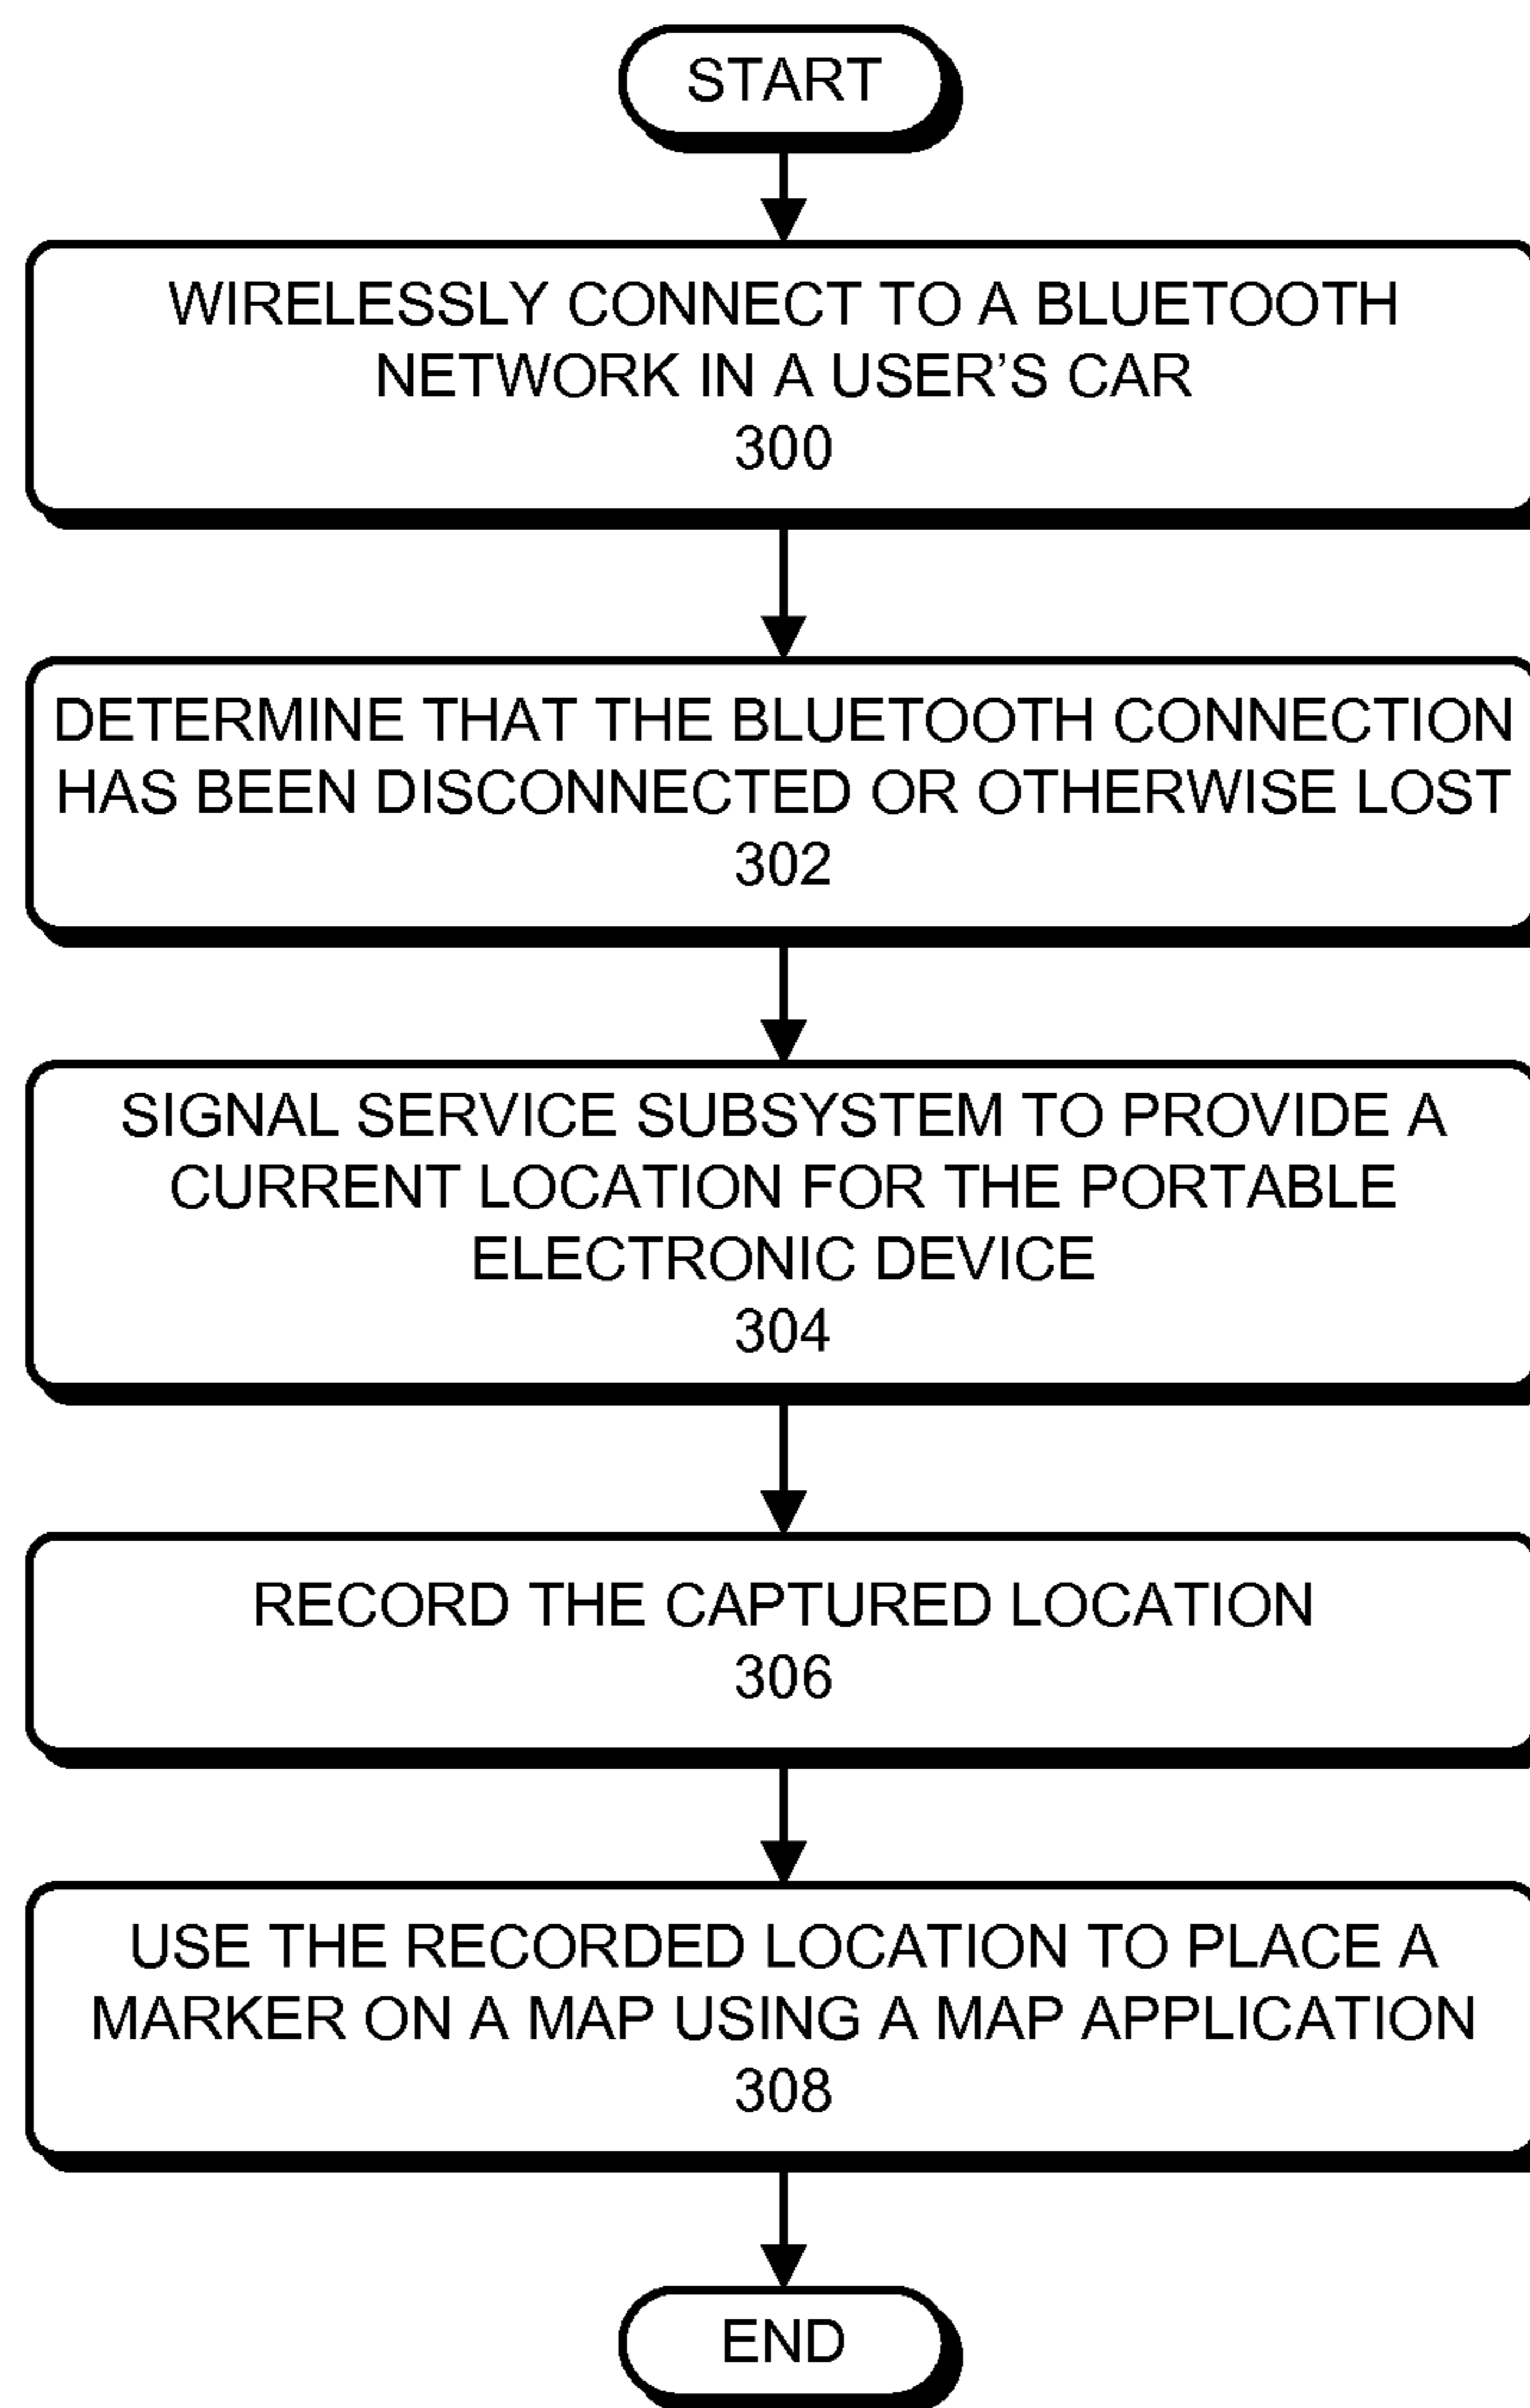 START
WIRELESSLY CONNECT TO A BLUETOOTH
NETWORK IN A USER’S CAR
300
DETERMINE THAT THE BLUETOOTH CONNECTION
HAS BEEN DISCONNECTED OR OTHERWISE LOST
302
SIGNAL SERVICE SUBSYSTEM TO PROVIDE A
CURRENT LOCATION FOR THE PORTABLE
ELECTRONIC DEVICE
304
RECORD THE CAPTURED LOCATION
306
USE THE RECORDED LOCATION TO PLACE A
MARKER ON A MAP USING A MAP APPLICATION
308
END